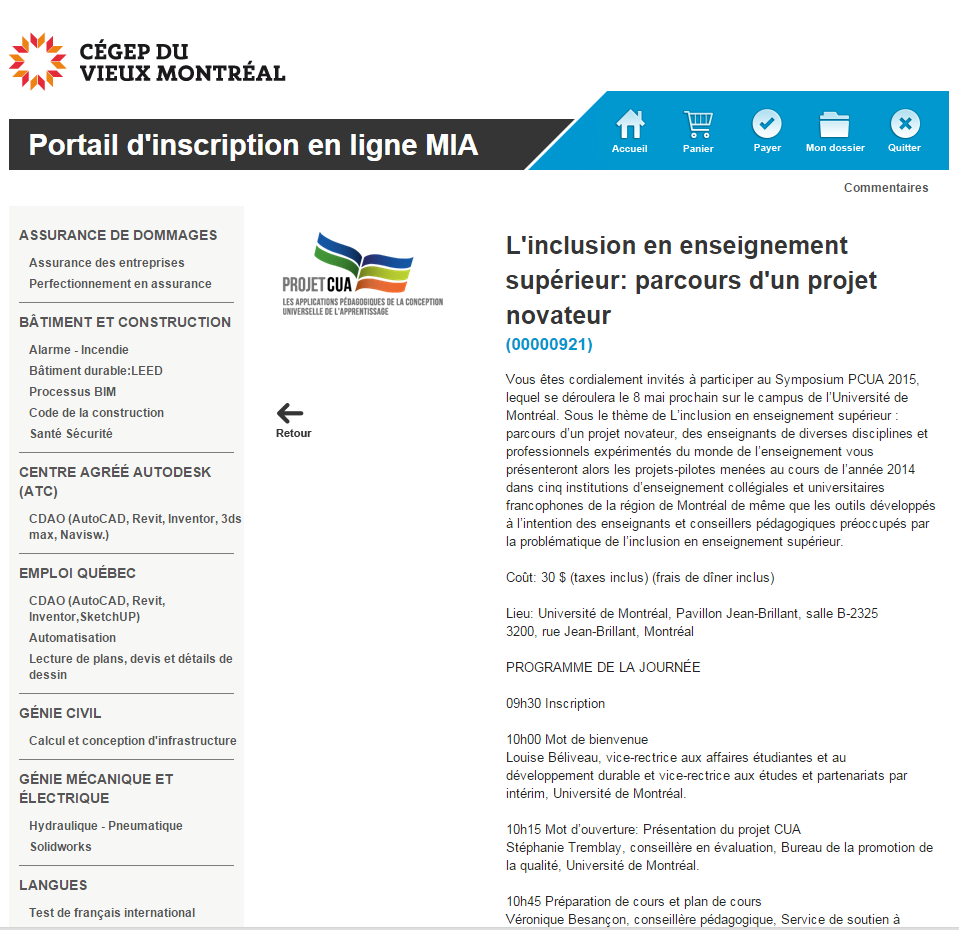 CÉGEP DU
VIEUX MONTRÉAL
Portail d'inscription en ligne MIA
Accueil
Panier
Payer
Mon dossier
Quitter
Commentaires
ASSURANCE DE DOMMAGES
Assurance des entreprises
Perfectionnement en assurance
BÂTIMENT ET CONSTRUCTION
Alarme - Incendie
Bâtiment durable:LEED
Processus BIM
Code de la construction
Santé Sécurité
CENTRE AGRÉÉ AUTODESK
(ATC)
CDAO (AutoCAD, Revit, Inventor, 3ds
max, Navisw.)
EMPLOI QUÉBEC
CDAO (AutoCAD, Revit,
Inventor,SketchUP)
Automatisation
Lecture de plans, devis et détails de
dessin
GÉNIE CIVIL
Calcul et conception d'infrastructure
GÉNIE MÉCANIQUE ET
ÉLECTRIQUE
Hydraulique - Pneumatique
Solidworks
LANGUES
Test de français international
PROJET CUA
LES APPLICATIONS PÉDAGOGIQUES DE LA CONCEPTION
UNIVERSELLE DE L'APPRENTISSAGE
Retour
L'inclusion en enseignement
supérieur: parcours d'un projet
novateur
(00000921)
Vous êtes cordialement invités à participer au Symposium PCUA 2015,
lequel se déroulera le 8 mai prochain sur le campus de l’Université de
Montréal. Sous le thème de L’inclusion en enseignement supérieur :
parcours d’un projet novateur, des enseignants de diverses disciplines et
professionnels expérimentés du monde de l’enseignement vous
présenteront alors les projets-pilotes menées au cours de l’année 2014
dans cinq institutions d’enseignement collégiales et universitaires
francophones de la région de Montréal de même que les outils développés
à l’intention des enseignants et conseillers pédagogiques préoccupés par
la problématique de l’inclusion en enseignement supérieur.
Coût: 30 $ (taxes inclus) (frais de dîner inclus)
Lieu: Université de Montréal, Pavillon Jean-Brillant, salle B-2325
3200, rue Jean-Brillant, Montréal
PROGRAMME DE LA JOURNÉE
09h30 Inscription
10h00 Mot de bienvenue
Louise Béliveau, vice-rectrice aux affaires étudiantes et au
développement durable et vice-rectrice aux études et partenariats par
intérim, Université de Montréal.
10h15 Mot d’ouverture: Présentation du projet CUA
Stéphanie Tremblay, conseillère en évaluation, Bureau de la promotion de
la qualité, Université de Montréal.
10h45 Préparation de cours et plan de cours
Véronique Besançon, conseillère pédagogique, Service de soutien à